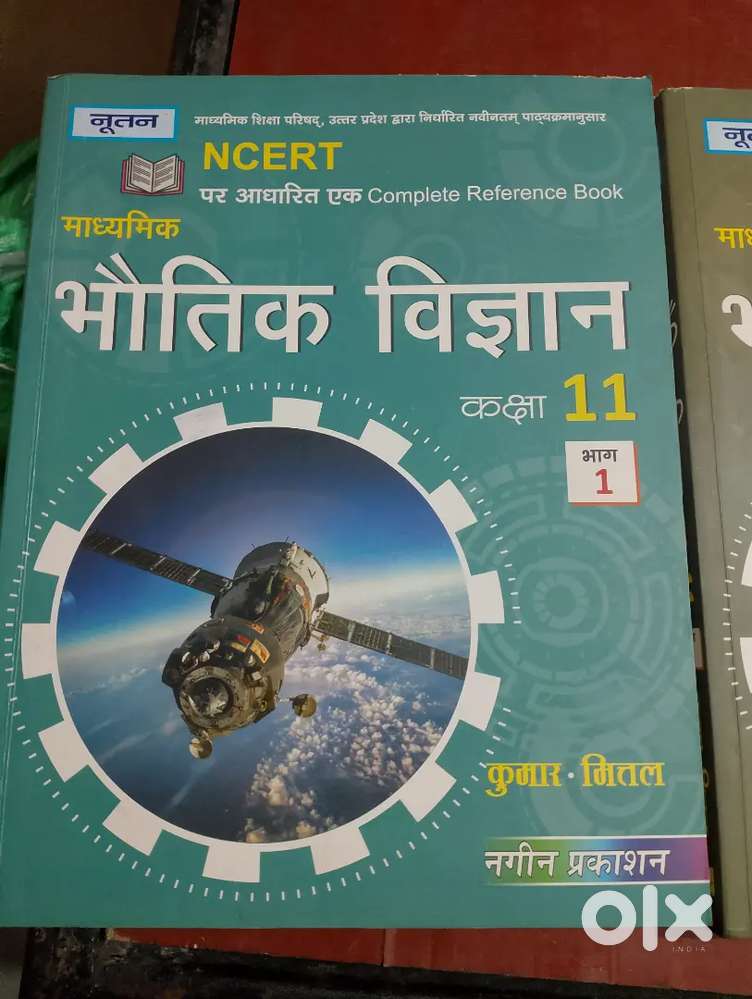 नूतन
माध्यमिक शिक्षा परिषद्, उत्तर प्रदेश द्वारा निर्धारित नवीनतम् पाठ्यक्रमानुसार
NCERT
पर आधारित एक Complete Reference Book
माध्यमिक
भौतिक विज्ञान
कक्षा 11
भाग
1
कुमार · मित्तल
नगीन प्रकाशन
olx
INDIA